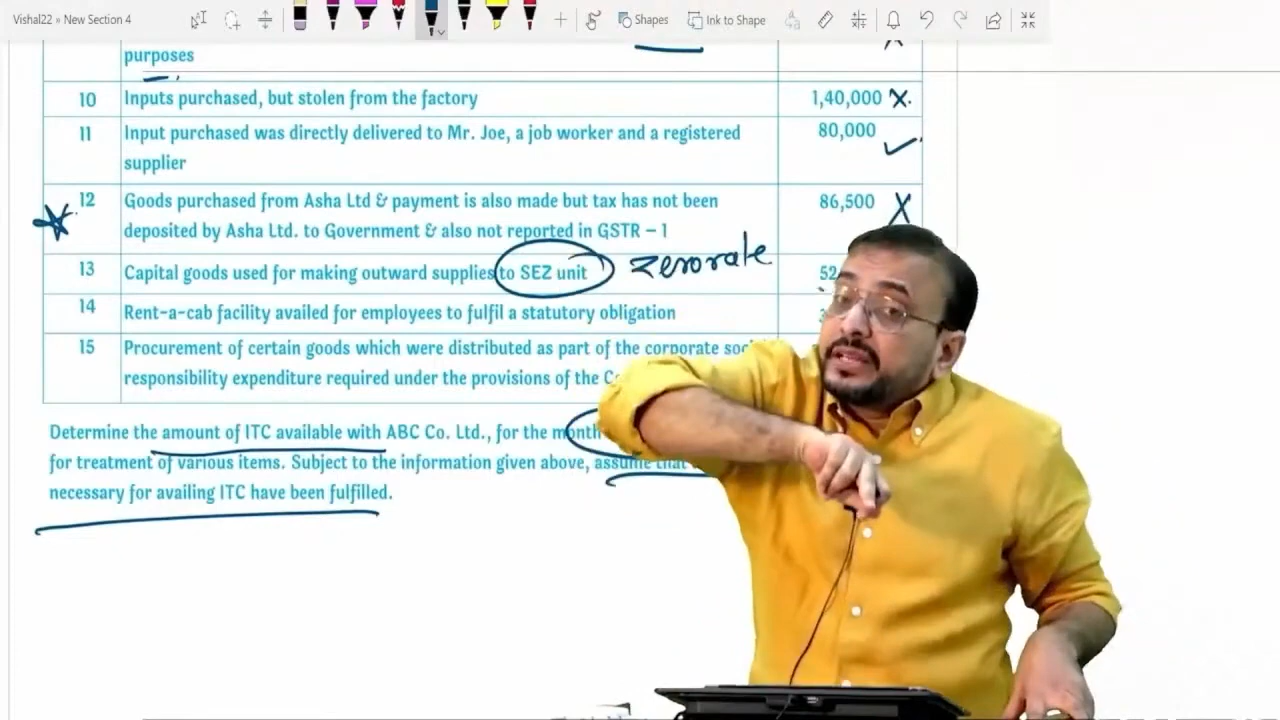 Vishal22 » New Section 4
Shapes
Ink to Shape
purposes
10 Inputs purchased, but stolen from the factory 1,40,000 x.
11 Input purchased was directly delivered to Mr. Joe, a job worker and a registered 80,000
supplier
12 Goods purchased from Asha Ltd & payment is also made but tax has not been 86,500 X
deposited by Asha Ltd. to Government & also not reported in GSTR – 1
13 Capital goods used for making outward supplies to SEZ unit zero rate 52
14 Rent-a-cab facility availed for employees to fulfil a statutory obligation
15 Procurement of certain goods which were distributed as part of the corporate
responsibility expenditure required under the provisions of the
Determine the amount of ITC available with ABC Co. Ltd., for the month
for treatment of various items. Subject to the information given above, assume that
necessary for availing ITC have been fulfilled.